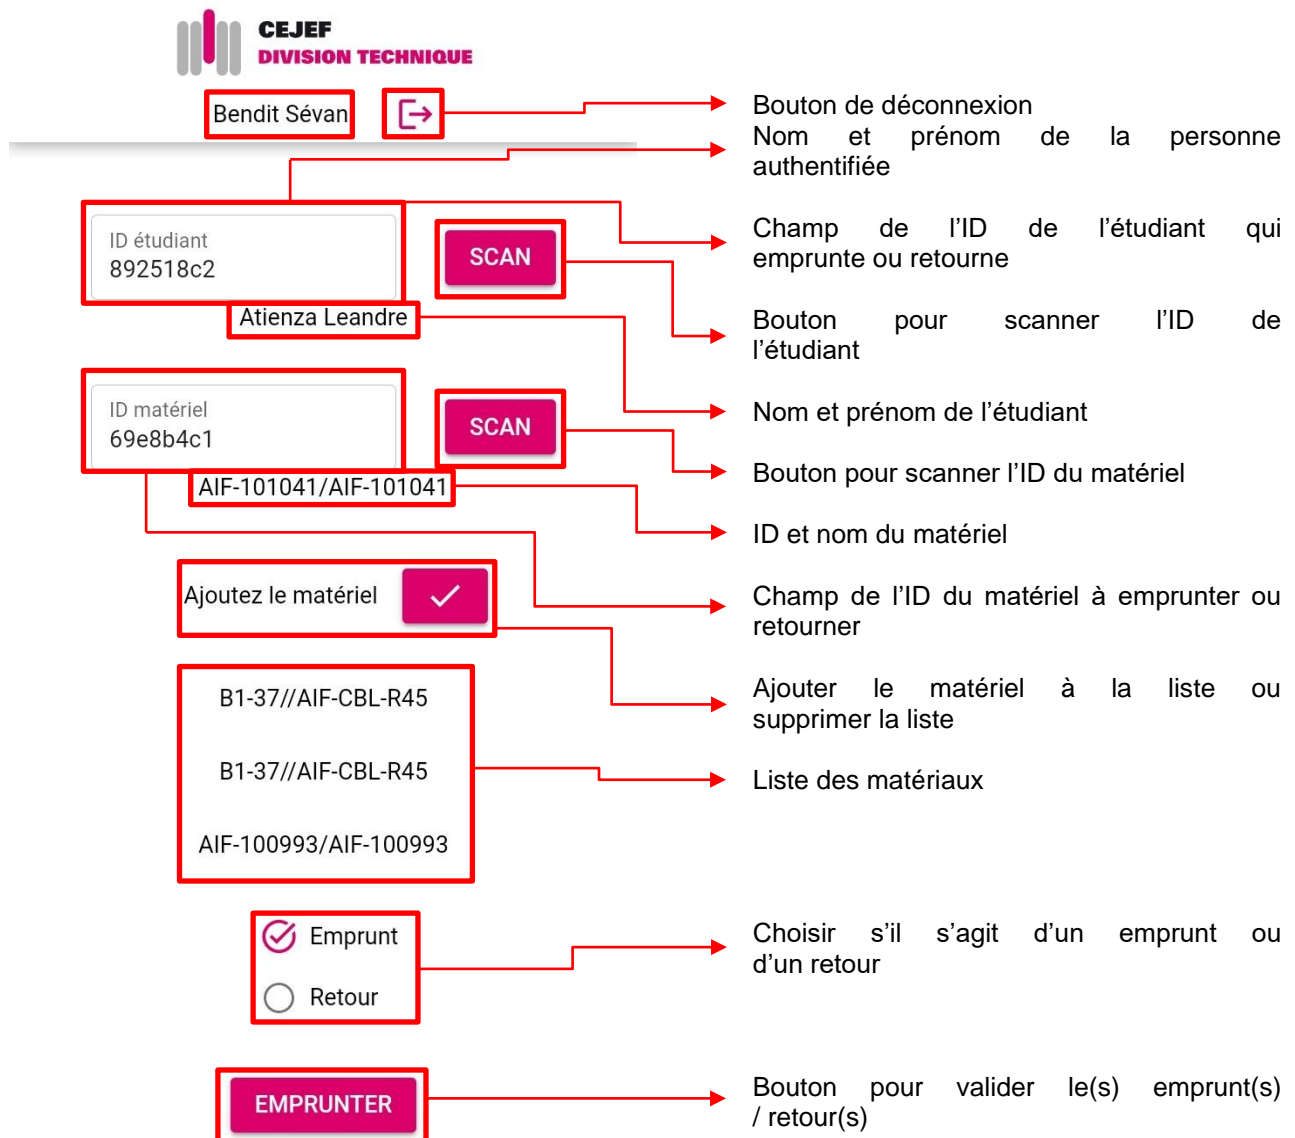 CEJEF
DIVISION TECHNIQUE
Bendit Sévan
Bouton de déconnexion
Nom et prénom de la personne
authentifiée
ID étudiant
892518c2
SCAN
Champ de l’ID de l’étudiant qui
emprunte ou retourne
Atienza Leandre
Bouton pour scanner l’ID de
l’étudiant
ID matériel
69e8b4c1
SCAN
Nom et prénom de l’étudiant
Bouton pour scanner l’ID du matériel
AIF-101041/AIF-101041
ID et nom du matériel
Ajoutez le matériel
Champ de l’ID du matériel à emprunter ou
retourner
B1-37//AIF-CBL-R45
Ajouter le matériel à la liste ou
supprimer la liste
B1-37//AIF-CBL-R45
Liste des matériaux
AIF-100993/AIF-100993
Emprunt
Retour
Choisir s’il s’agit d’un emprunt ou
d’un retour
EMPRUNTER
Bouton pour valider le(s) emprunt(s)
/ retour(s)